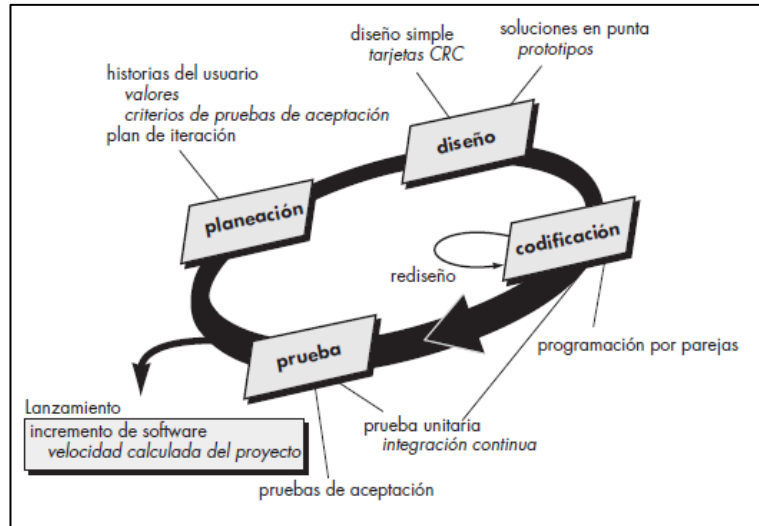 diseño simple
tarjetas CRC
soluciones en punta
prototipos
historias del usuario
valores
criterios de pruebas de aceptación
plan de iteración
diseño
planeación
codificación
rediseño
prueba
programación por parejas
Lanzamiento
incremento de software
velocidad calculada del proyecto
prueba unitaria
integración continua
pruebas de aceptación